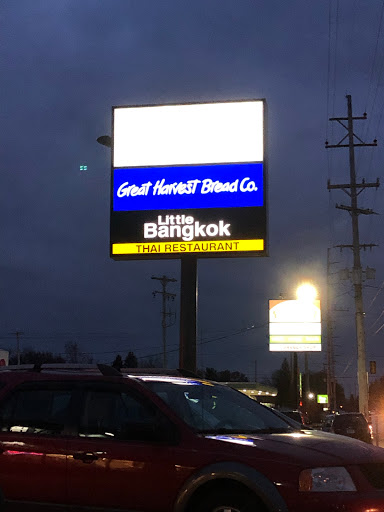 Great Harvest Bread Co.
Little
Bangkok
THAI RESTAURANT